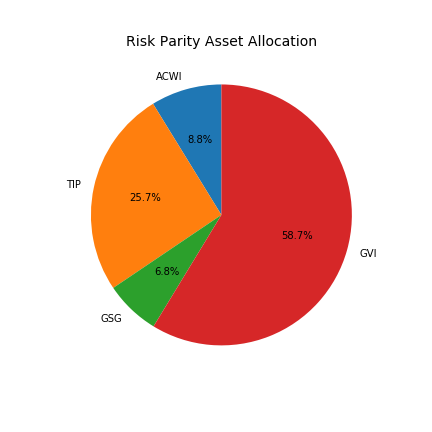 Risk Parity Asset Allocation
ACWI
8.8%
TIP
25.7%
58.7%
GVI
6.8%
GSG